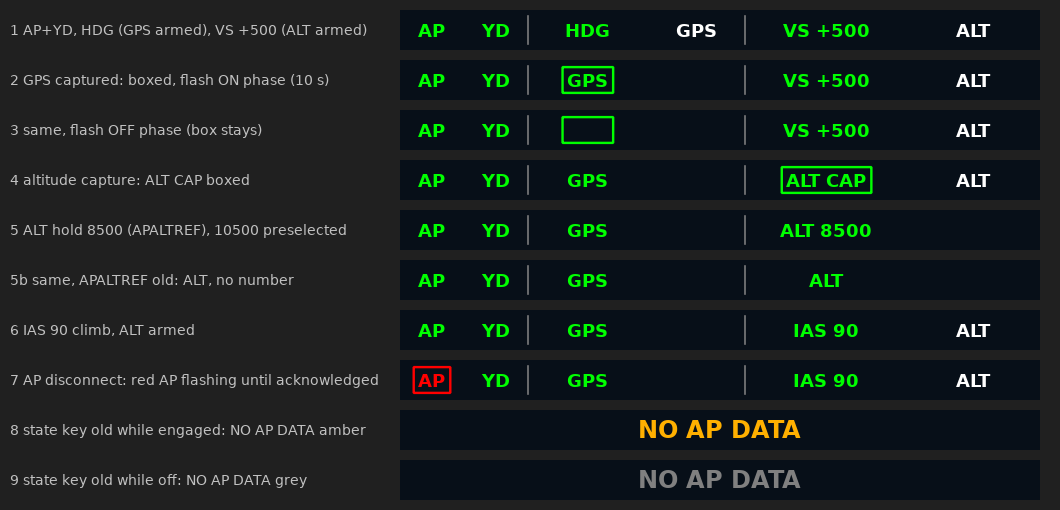 1 AP+YD, HDG (GPS armed), VS +500 (ALT armed) AP YD HDG GPS VS +500 ALT
2 GPS captured: boxed, flash ON phase (10 s) AP YD GPS VS +500 ALT
3 same, flash OFF phase (box stays) AP YD VS +500 ALT
4 altitude capture: ALT CAP boxed AP YD GPS ALT CAP ALT
5 ALT hold 8500 (APALTREF), 10500 preselected AP YD GPS ALT 8500
5b same, APALTREF old: ALT, no number AP YD GPS ALT
6 IAS 90 climb, ALT armed AP YD GPS IAS 90 ALT
7 AP disconnect: red AP flashing until acknowledged AP YD GPS IAS 90 ALT
8 state key old while engaged: NO AP DATA amber NO AP DATA
9 state key old while off: NO AP DATA grey NO AP DATA